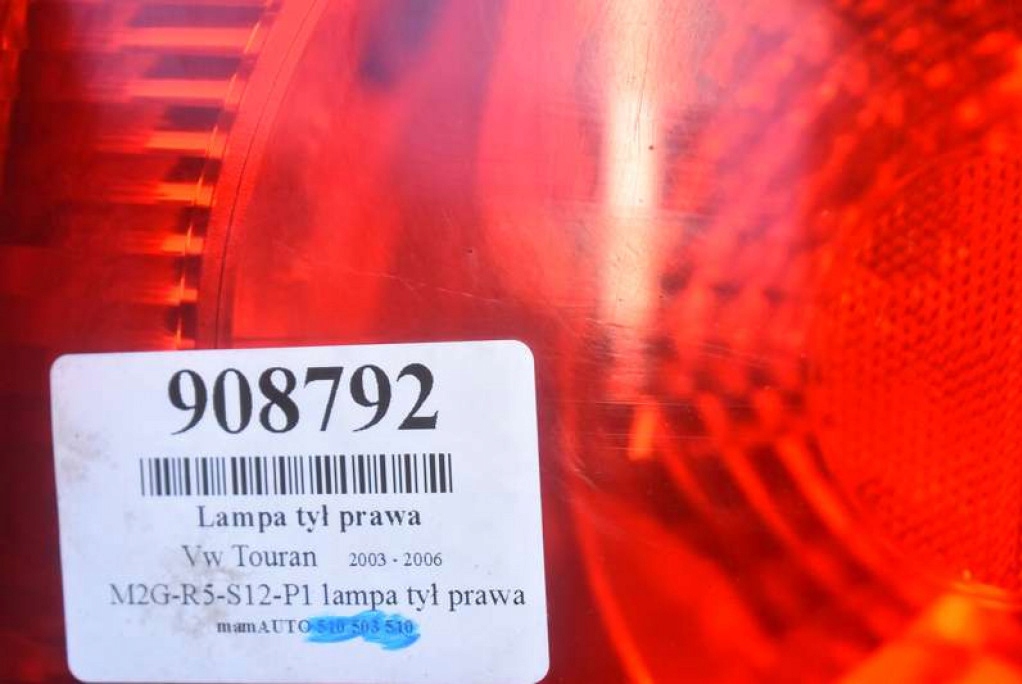 908792
Lampa tył prawa
Vw Touran 2003 - 2006
M2G-R5-S12-P1 lampa tył prawa
mamAUTO 510 503 510